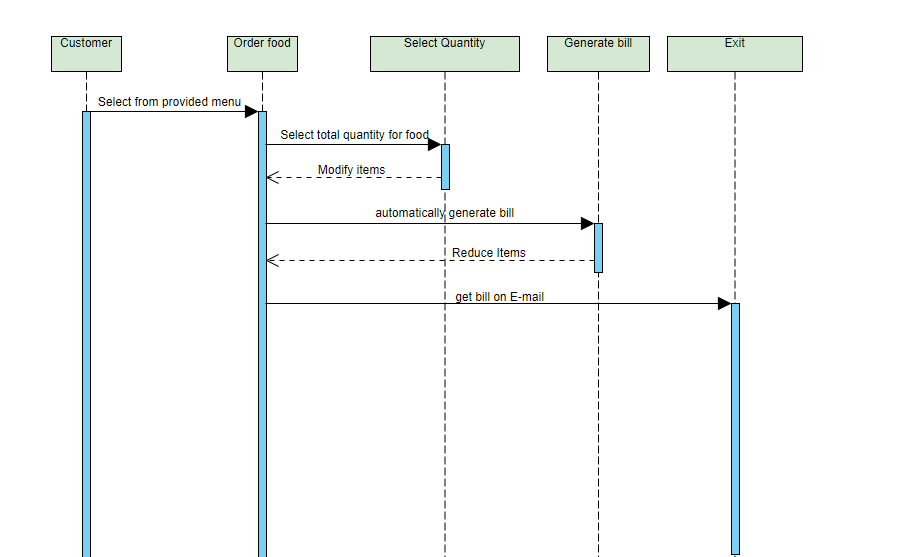 Customer
Order food
Select Quantity
Generate bill
Exit
Select from provided menu
Select total quantity for food
Modify items
automatically generate bill
Reduce Items
get bill on E-mail